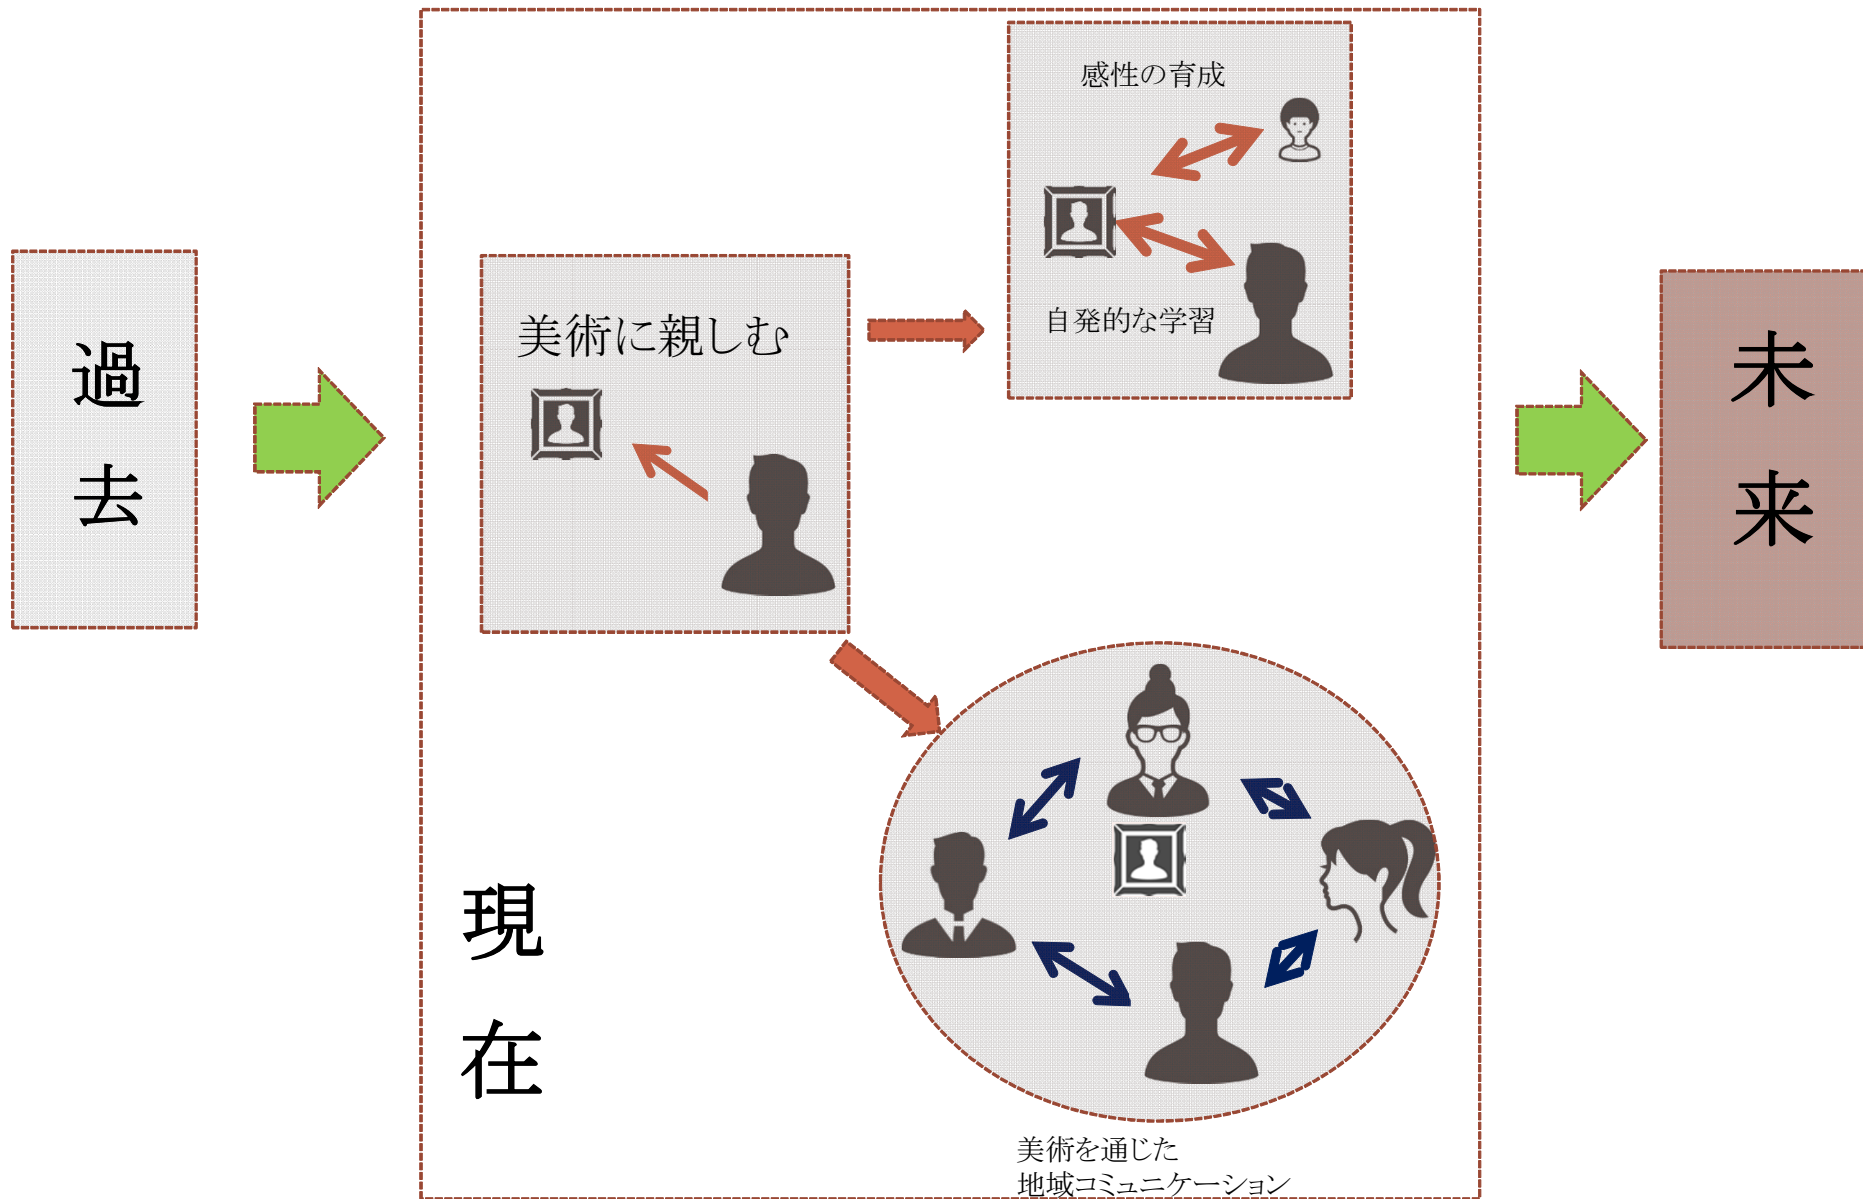 過去
美術に親しむ
感性の育成
自発的な学習
現在
美術を通じた
地域コミュニケーション
未来